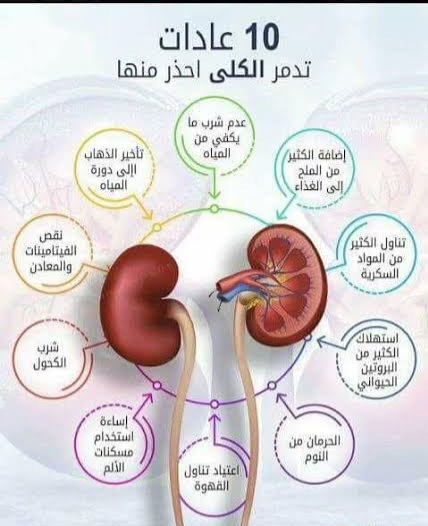 10 عادات
تدمر الكلى احذر منها
عدم شرب ما
يكفي من
المياه
إضافة الكثير
من الملح
إلى الغذاء
تناول الكثير
من المواد
السكرية
استهلاك
الكثير من
البروتين
الحيواني
الحرمان من
النوم
اعتياد تناول
القهوة
إساءة
استخدام
مسكنات
الألم
شرب
الكحول
نقص
الفيتامينات
والمعادن
تأخير الذهاب
اإلى دورة
المياه